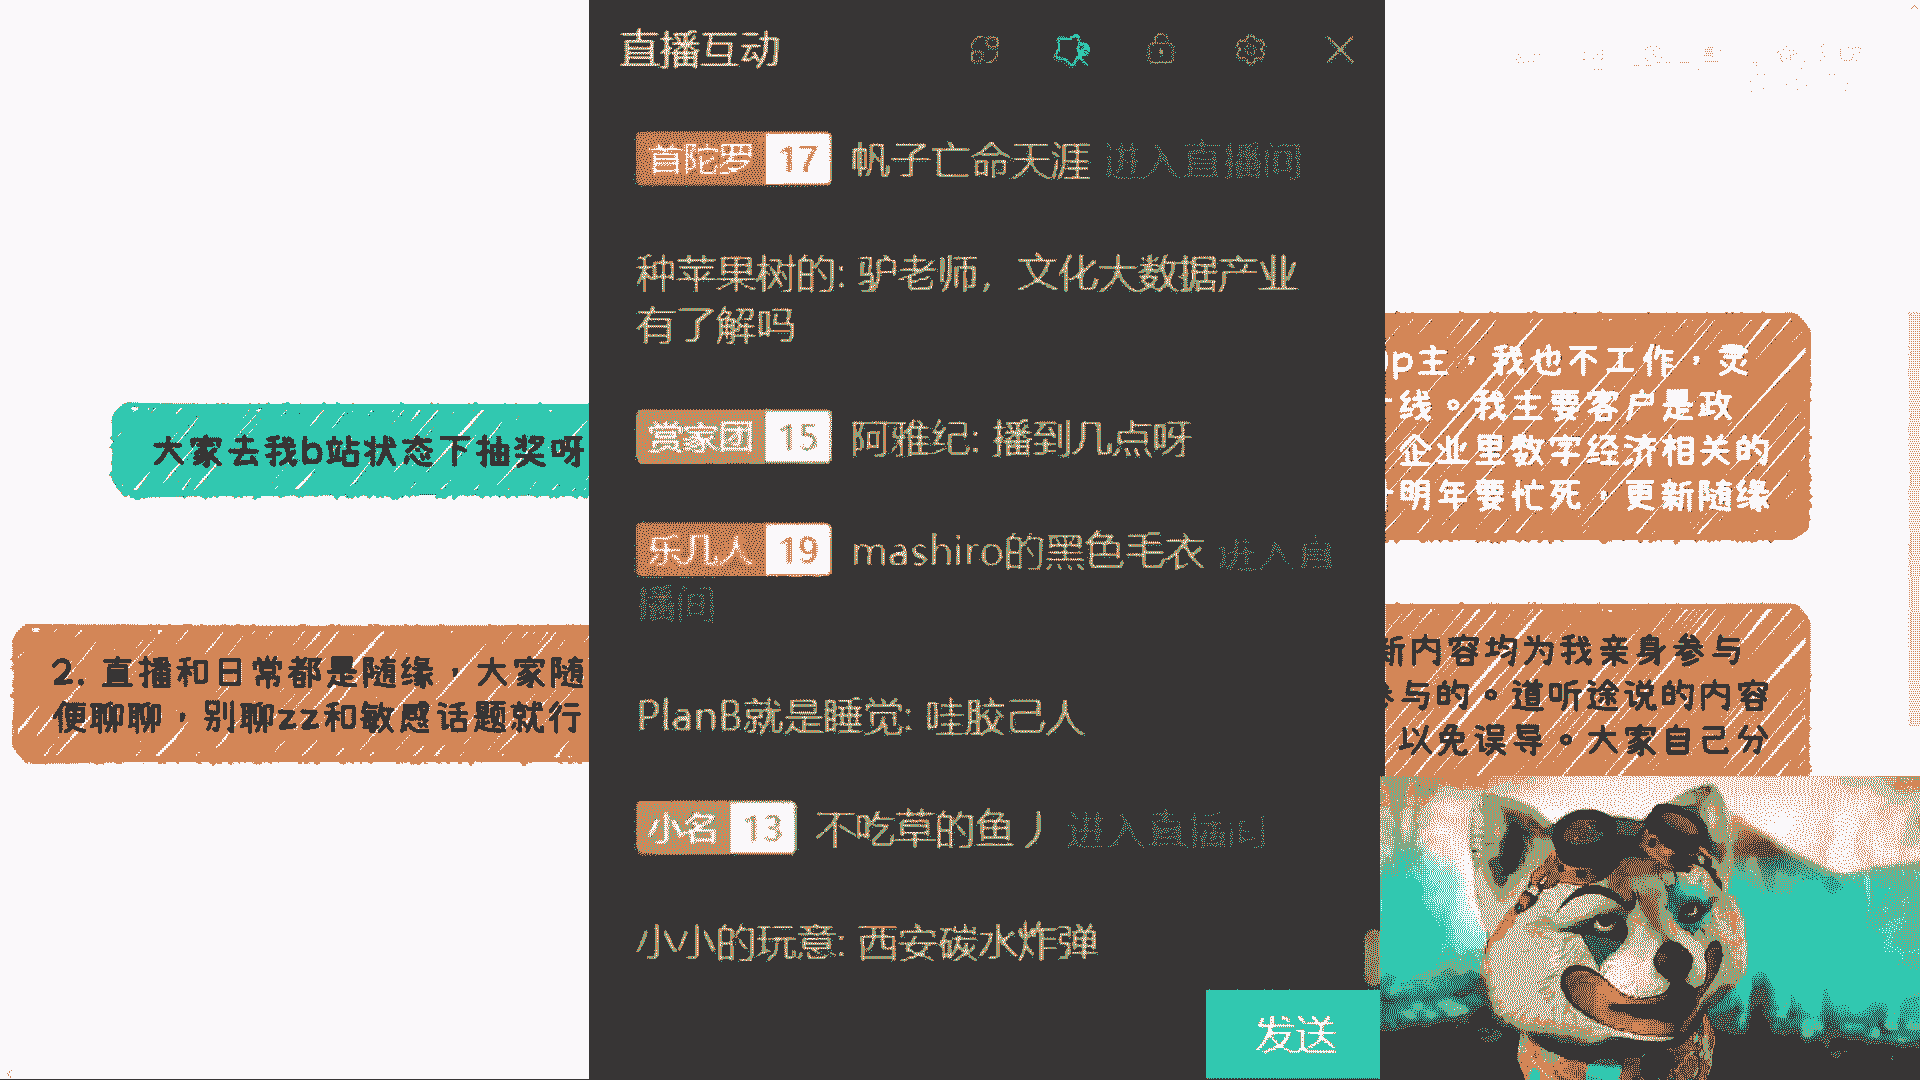 直播互动
首陀罗 17 帆子亡命天涯 进入直播间
种苹果树的: 驴老师，文化大数据产业
有了解吗
赏家团 15 阿雅纪: 播到几点呀
乐几人 19 mashiro的黑色毛衣 进入直
播间
PlanB就是睡觉: 哇胶己人
小名 13 不吃草的鱼丿 进入直播间
小小的玩意: 西安碳水炸弹
发送
大家去我b站状态下抽奖呀
2. 直播和日常都是随缘，大家随
便聊聊，别聊zz和敏感话题就行
p主，我也不工作，灵
线。我主要客户是政
企业里数字经济相关的
明年要忙死，更新随缘
新内容均为我亲身参与
参与的。道听途说的内容
以免误导。大家自己分